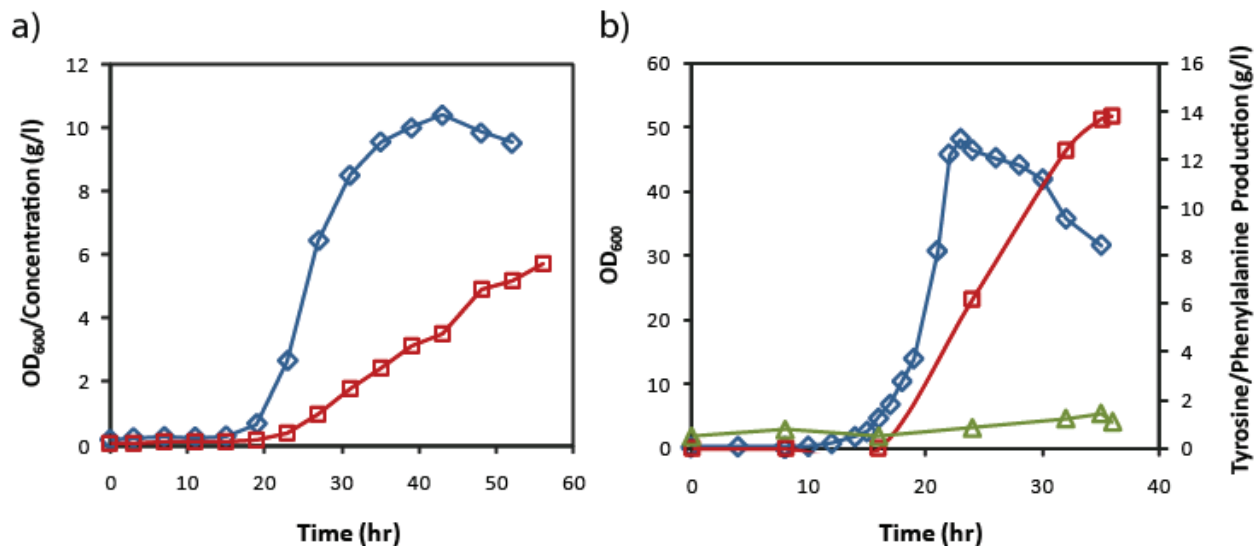 a)
12
10
8
6
4
2
0
OD600/Concentration (g/l)
0 10 20 30 40 50 60
Time (hr)
b)
60
50
40
30
20
10
0
OD600
16
14
12
10
8
6
4
2
0
Tyrosine/Phenylalanine Production (g/l)
0 20 30 40
Time (hr)